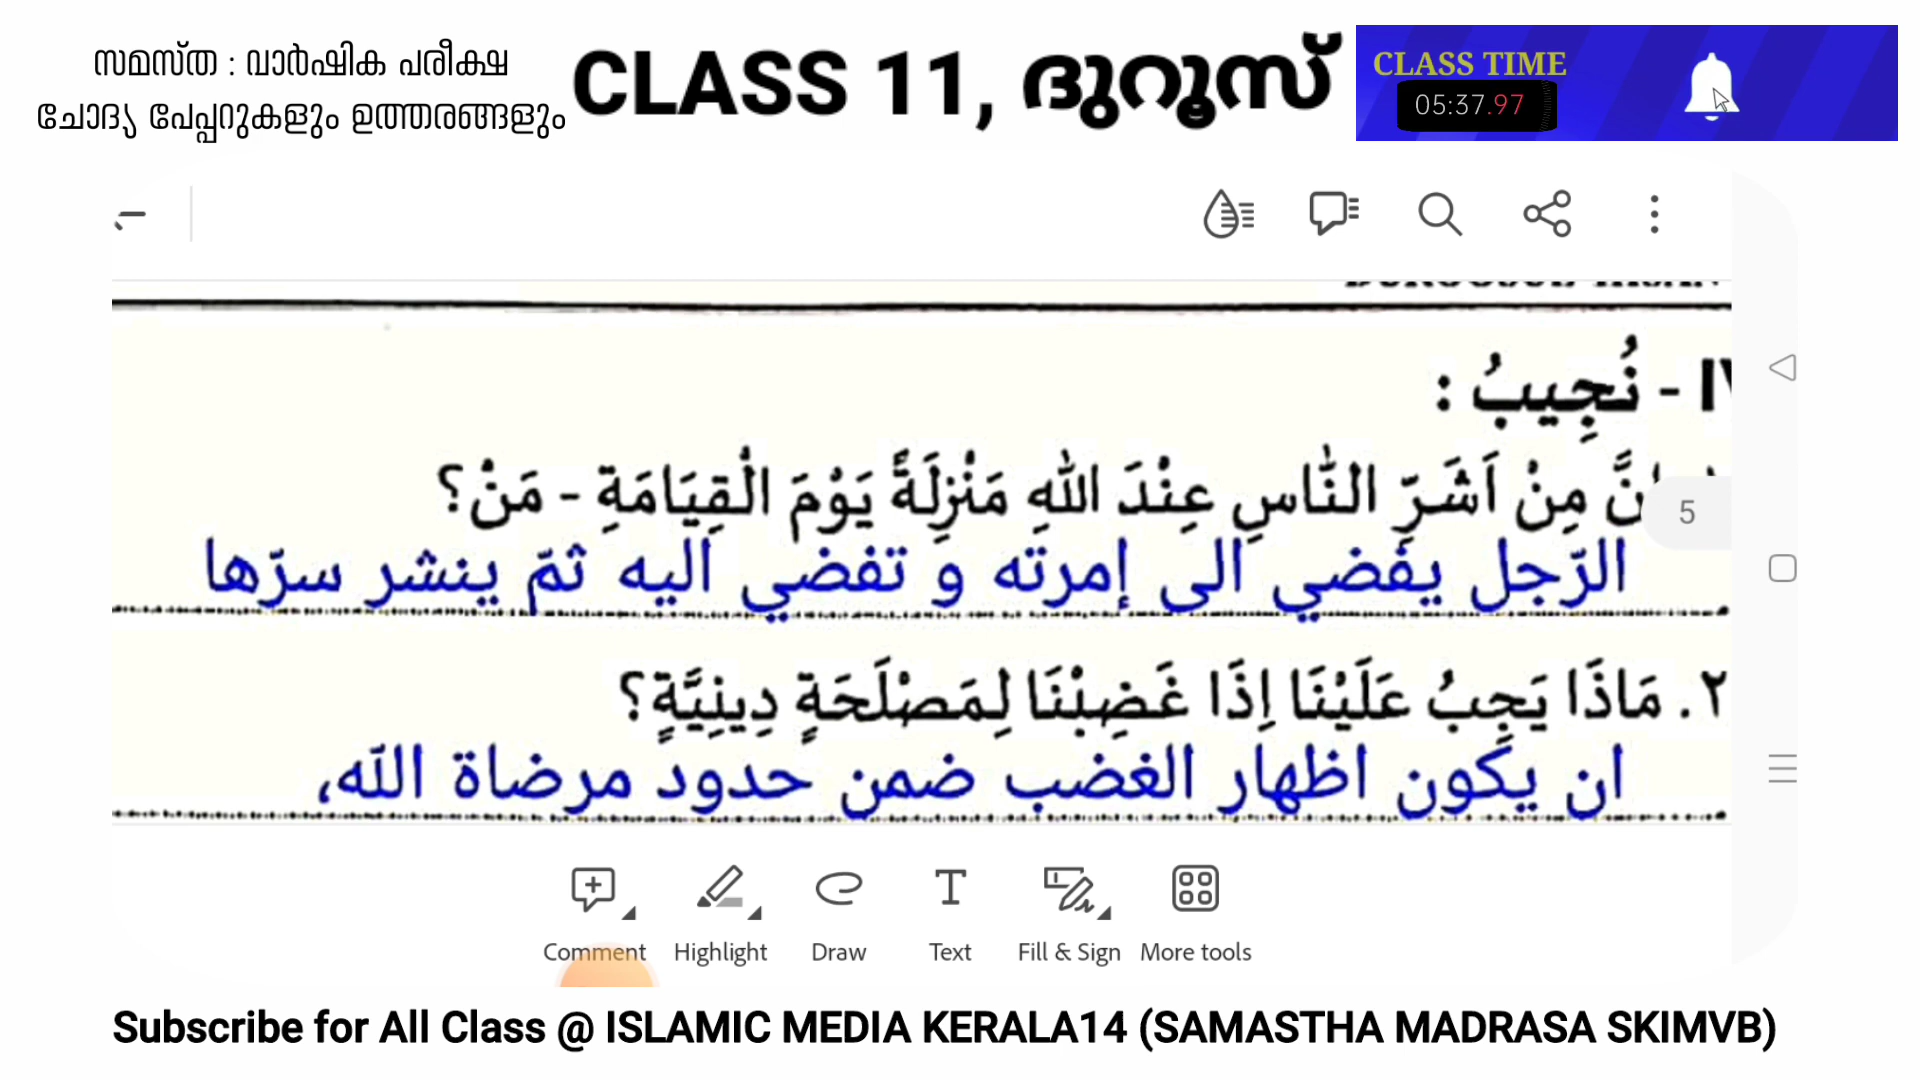 സമസ്ത : വാർഷിക പരീക്ഷ
ചോദ്യ പേപ്പറുകളും ഉത്തരങ്ങളും
CLASS 11, ദുറൂസ്
CLASS TIME
05:37.97
- نُجِيبُ :
مِنْ اَشَرِّ النَّاسِ عِنْدَ اللهِ مَنْزِلَةً يَوْمَ الْقِيَامَةِ - مَنْ؟
5
الرّجل يفضي الى إمرته و تفضي اليه ثمّ ينشر سرّها
٢. مَاذَا يَجِبُ عَلَيْنَا اِذَا غَضِبْنَا لِمَصْلَحَةٍ دِينِيَّةٍ؟
ان يكون اظهار الغضب ضمن حدود مرضاة اللّه،
Comment Highlight Draw Text Fill & Sign More tools
Subscribe for All Class @ ISLAMIC MEDIA KERALA14 (SAMASTHA MADRASA SKIMVB)